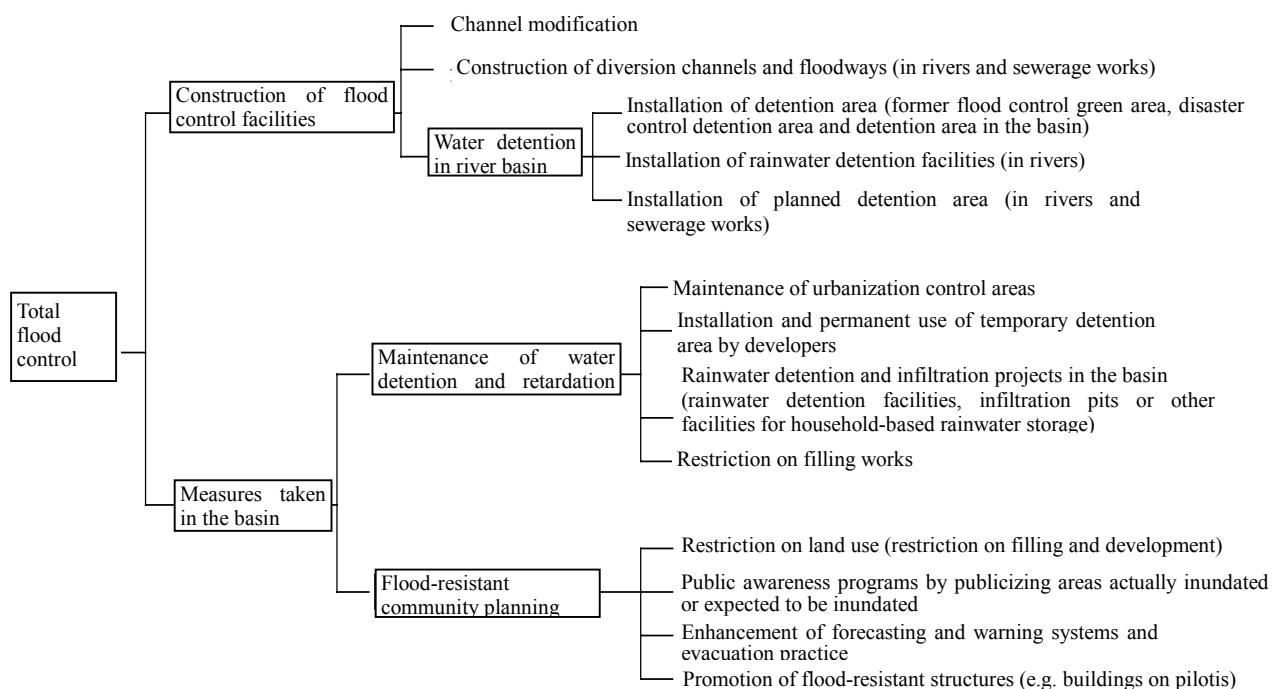 Channel modification
Construction of diversion channels and floodways (in rivers and sewerage works)
Construction of flood
control facilities
Installation of detention area (former flood control green area, disaster
control detention area and detention area in the basin)
Water detention
in river basin
Installation of rainwater detention facilities (in rivers)
Installation of planned detention area (in rivers and
sewerage works)
Total
flood
control
Maintenance of urbanization control areas
Installation and permanent use of temporary detention
area by developers
Maintenance of water
detention and retardation
Rainwater detention and infiltration projects in the basin
(rainwater detention facilities, infiltration pits or other
facilities for household-based rainwater storage)
Restriction on filling works
Measures taken
in the basin
Restriction on land use (restriction on filling and development)
Flood-resistant
community planning
Public awareness programs by publicizing areas actually inundated
or expected to be inundated
Enhancement of forecasting and warning systems and
evacuation practice
Promotion of flood-resistant structures (e.g. buildings on pilotis)